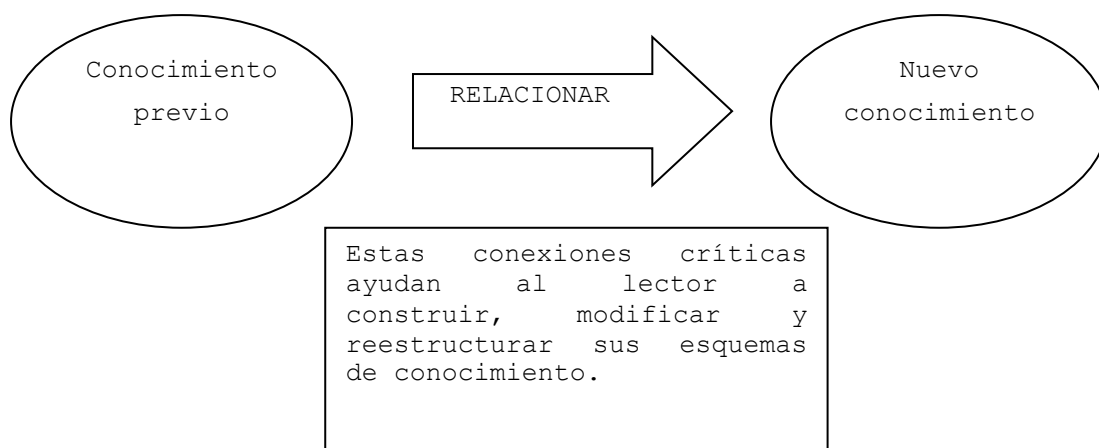 Conocimiento
previo
RELACIONAR
Nuevo
conocimiento
Estas conexiones críticas
ayudan al lector a
construir, modificar y
reestructurar sus esquemas
de conocimiento.